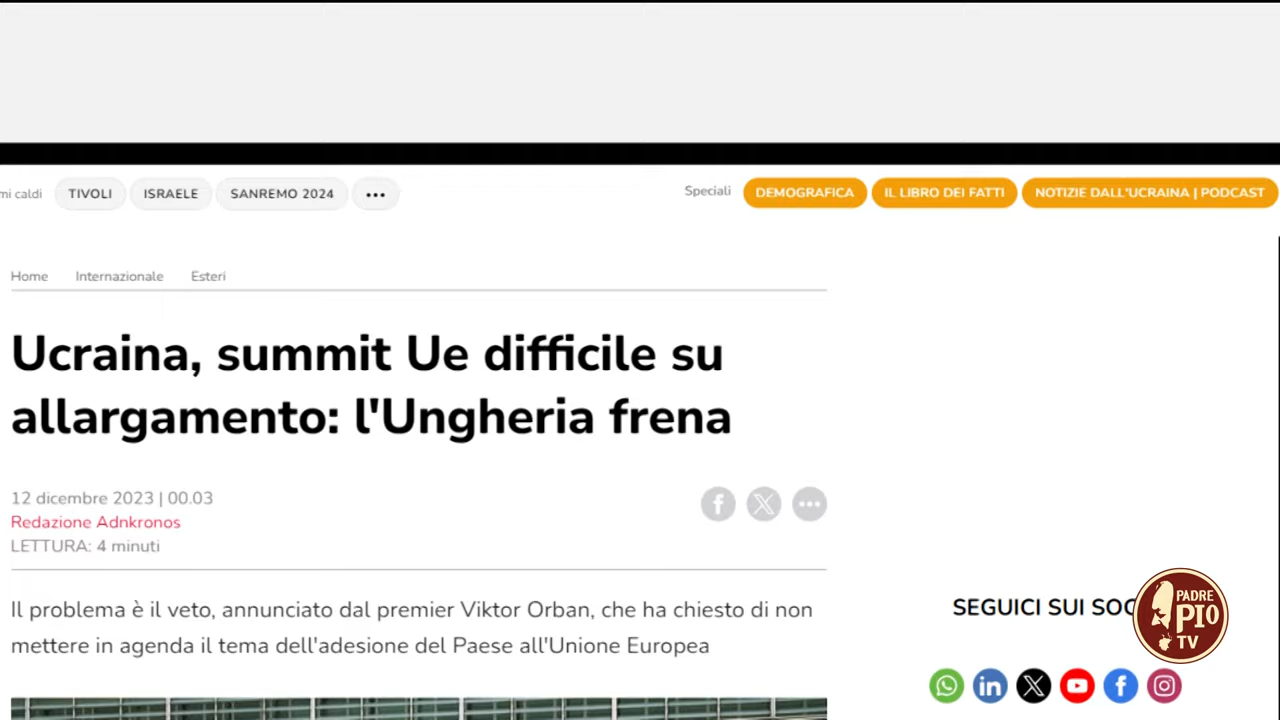 mi caldi
TIVOLI
ISRAELE
SANREMO 2024
Speciali
DEMOGRAFICA
IL LIBRO DEI FATTI
NOTIZIE DALL'UCRAINA | PODCAST
Home
Internazionale
Esteri
Ucraina, summit Ue difficile su
allargamento: l'Ungheria frena
12 dicembre 2023 | 00.03
Redazione Adnkronos
LETTURA: 4 minuti
Il problema è il veto, annunciato dal premier Viktor Orban, che ha chiesto di non
mettere in agenda il tema dell'adesione del Paese all'Unione Europea
SEGUICI SUI SOC
PADRE
PIO
TV